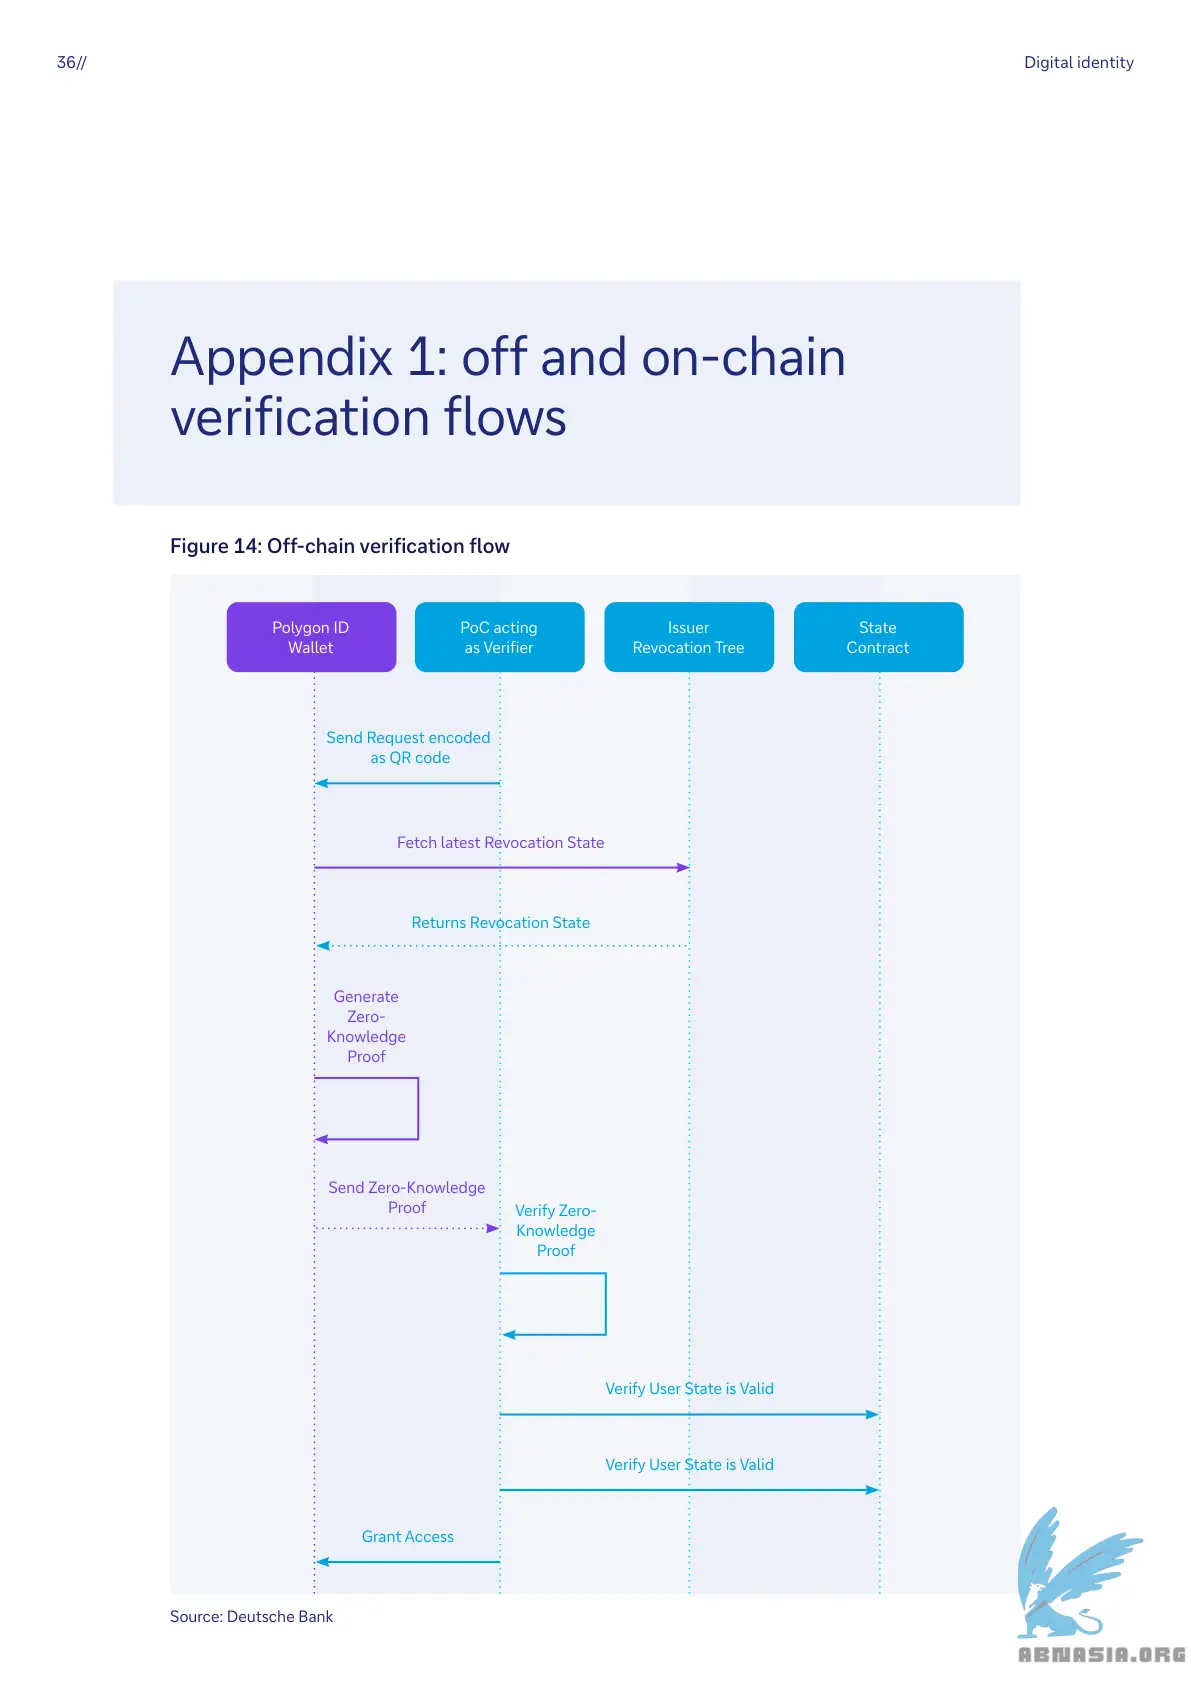 36//
Digital identity
Appendix 1: off and on-chain
verification flows
Figure 14: Off-chain verification flow
Polygon ID
Wallet
PoC acting
as Verifier
Issuer
Revocation Tree
State
Contract
Send Request encoded
as QR code
Fetch latest Revocation State
Returns Revocation State
Generate
Zero-
Knowledge
Proof
Send Zero-Knowledge
Proof
Verify Zero-
Knowledge
Proof
Verify User State is Valid
Verify User State is Valid
Grant Access
Source: Deutsche Bank
ABNASIA.ORG